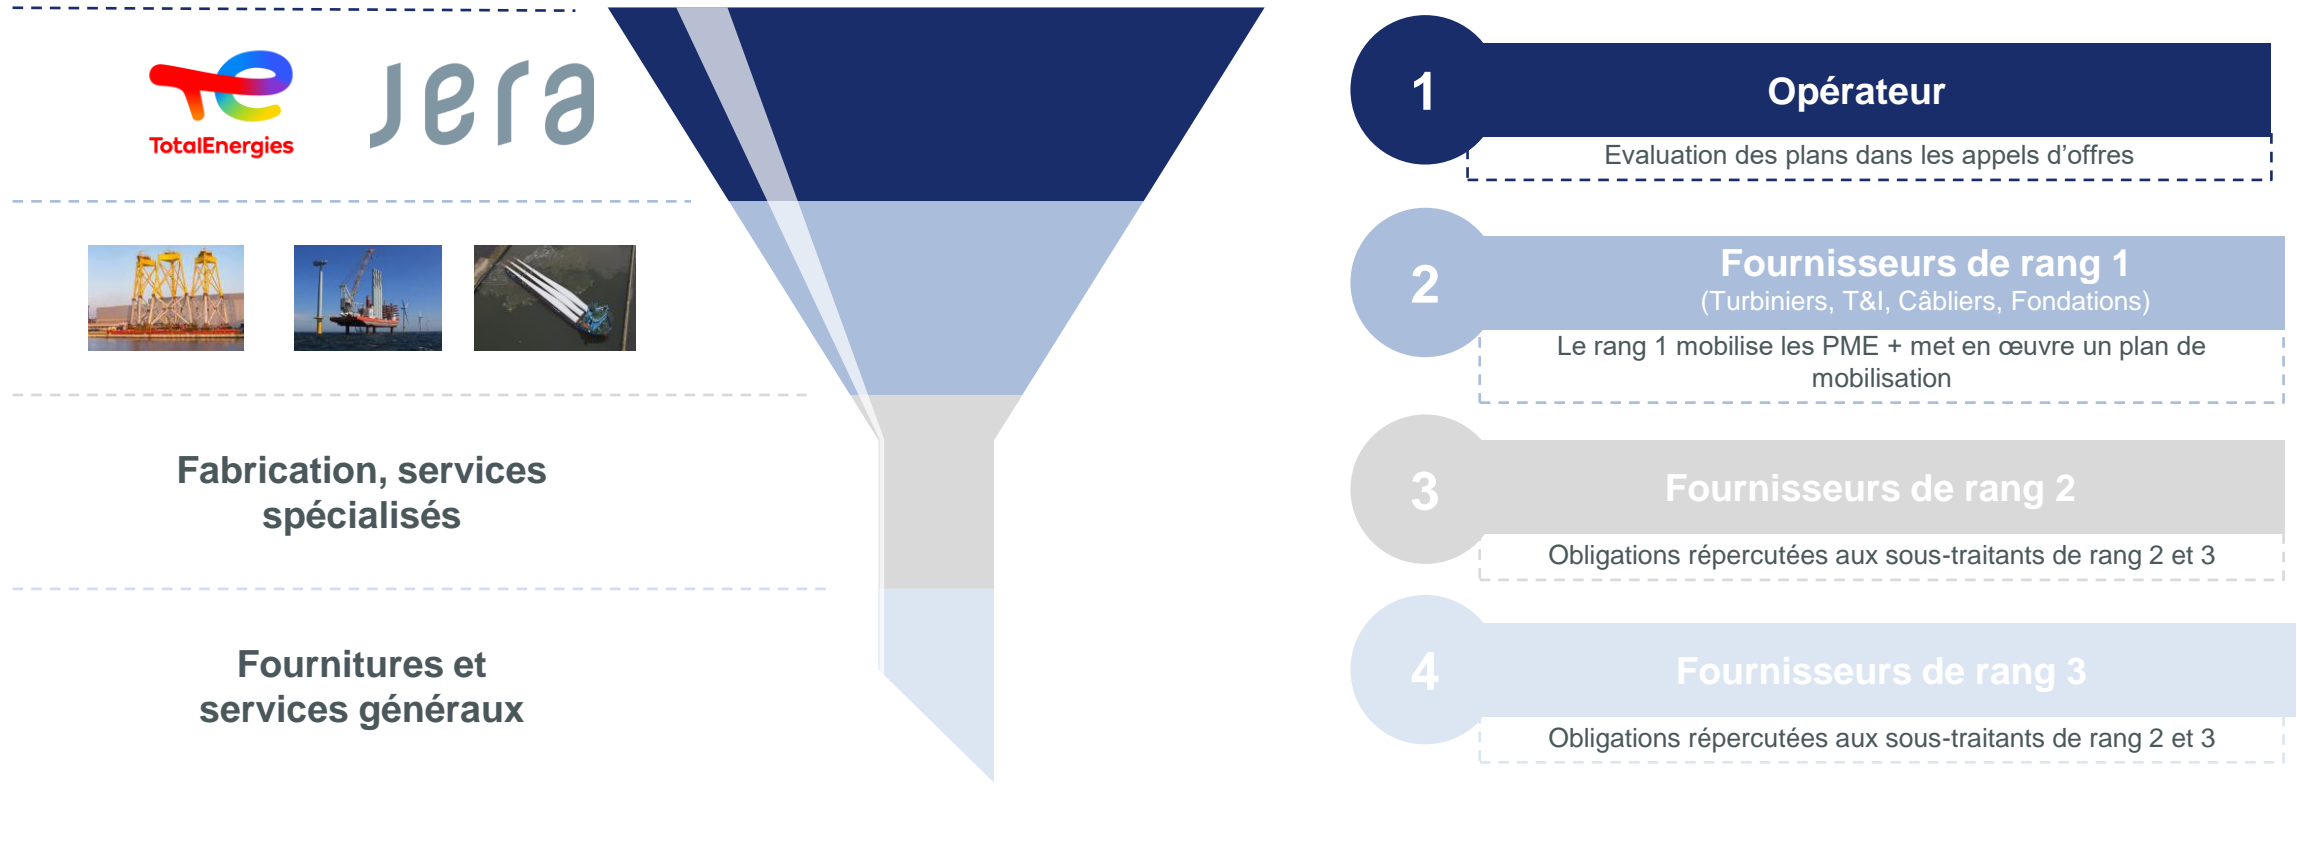 TotalEnergies
Jera
1
Opérateur
Evaluation des plans dans les appels d’offres
2
Fournisseurs de rang 1
(Turbiniers, T&I, Câbliers, Fondations)
Le rang 1 mobilise les PME + met en œuvre un plan de
mobilisation
Fabrication, services
spécialisés
3
Fournisseurs de rang 2
Obligations répercutées aux sous-traitants de rang 2 et 3
Fournitures et
services généraux
4
Fournisseurs de rang 3
Obligations répercutées aux sous-traitants de rang 2 et 3